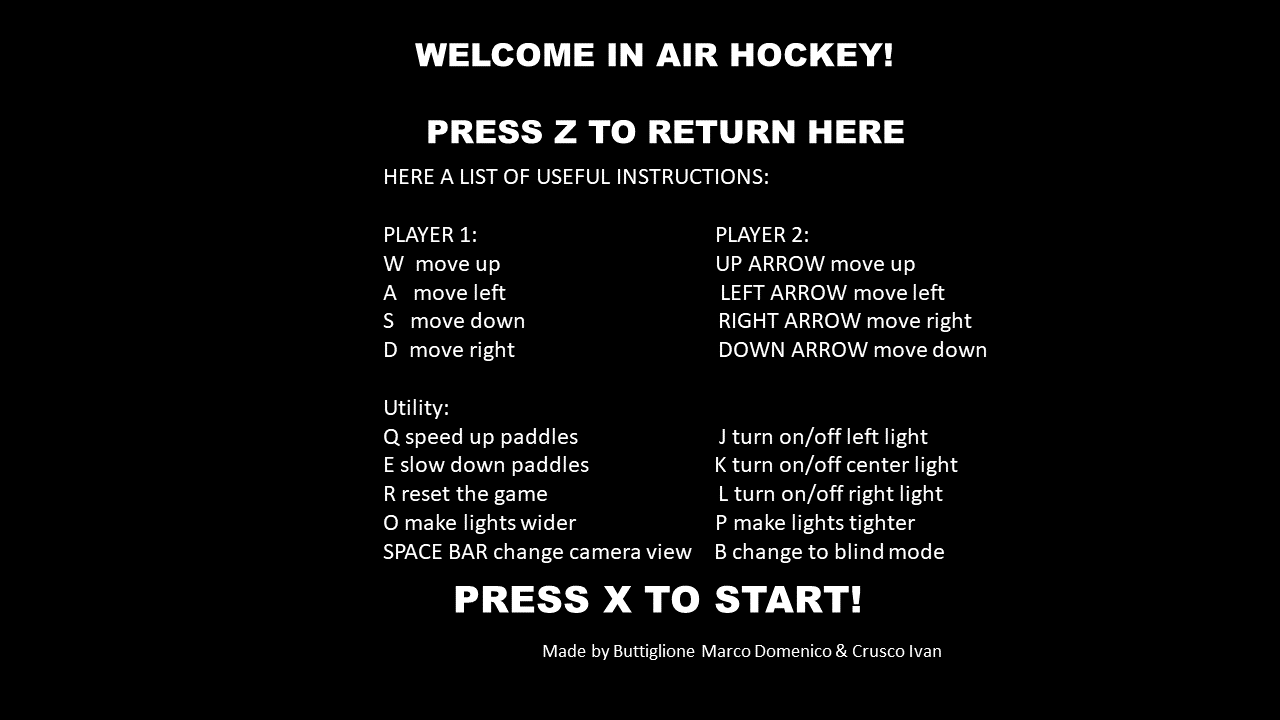 WELCOME IN AIR HOCKEY!
PRESS Z TO RETURN HERE
HERE A LIST OF USEFUL INSTRUCTIONS:
PLAYER 1: PLAYER 2:
W move up UP ARROW move up
A move left LEFT ARROW move left
S move down RIGHT ARROW move right
D move right DOWN ARROW move down
Utility:
Q speed up paddles J turn on/off left light
E slow down paddles K turn on/off center light
R reset the game L turn on/off right light
O make lights wider P make lights tighter
SPACE BAR change camera view B change to blind mode
PRESS X TO START!
Made by Buttiglione Marco Domenico & Crusco Ivan